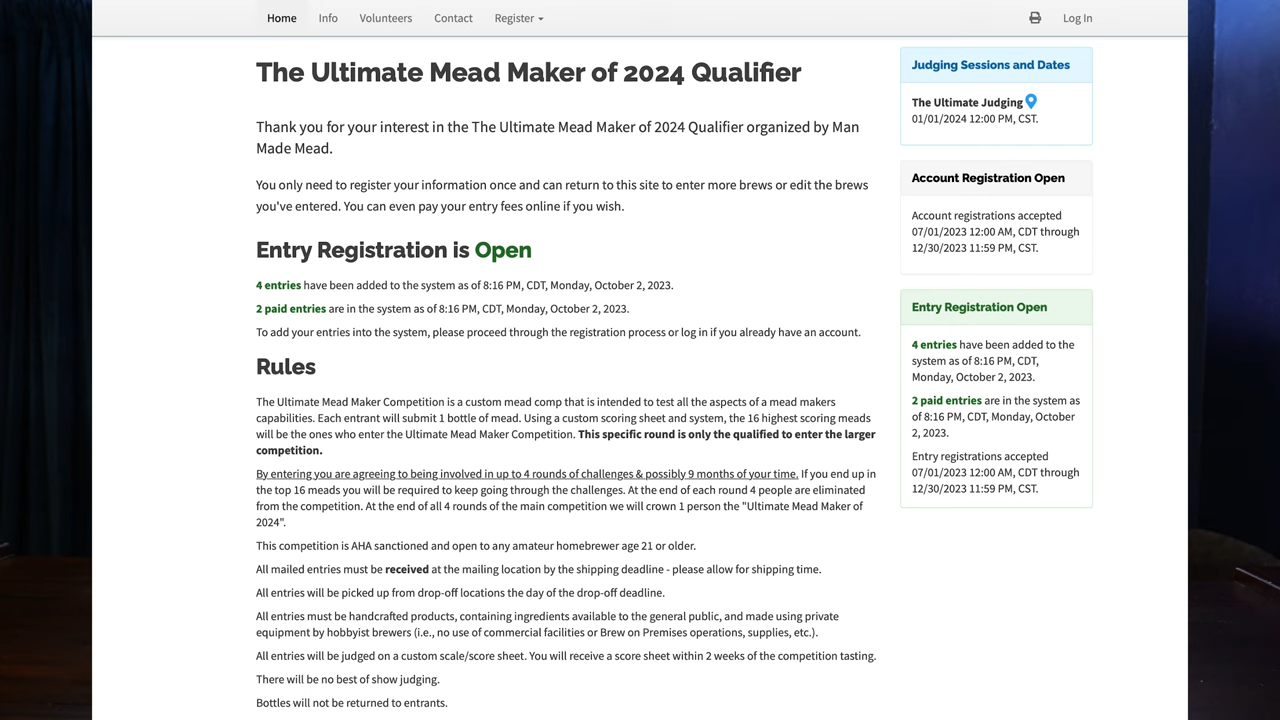 Home Info Volunteers Contact Register Log In
The Ultimate Mead Maker of 2024 Qualifier
Thank you for your interest in the The Ultimate Mead Maker of 2024 Qualifier organized by Man
Made Mead.
You only need to register your information once and can return to this site to enter more brews or edit the brews
you've entered. You can even pay your entry fees online if you wish.
Entry Registration is Open
4 entries have been added to the system as of 8:16 PM, CDT, Monday, October 2, 2023.
2 paid entries are in the system as of 8:16 PM, CDT, Monday, October 2, 2023.
To add your entries into the system, please proceed through the registration process or log in if you already have an account.
Rules
The Ultimate Mead Maker Competition is a custom mead comp that is intended to test all the aspects of a mead makers
capabilities. Each entrant will submit 1 bottle of mead. Using a custom scoring sheet and system, the 16 highest scoring meads
will be the ones who enter the Ultimate Mead Maker Competition. This specific round is only the qualified to enter the larger
competition.
By entering you are agreeing to being involved in up to 4 rounds of challenges & possibly 9 months of your time. If you end up in
the top 16 meads you will be required to keep going through the challenges. At the end of each round 4 people are eliminated
from the competition. At the end of all 4 rounds of the main competition we will crown 1 person the "Ultimate Mead Maker of
2024".
This competition is AHA sanctioned and open to any amateur homebrewer age 21 or older.
All mailed entries must be received at the mailing location by the shipping deadline - please allow for shipping time.
All entries will be picked up from drop-off locations the day of the drop-off deadline.
All entries must be handcrafted products, containing ingredients available to the general public, and made using private
equipment by hobbyist brewers (i.e., no use of commercial facilities or Brew on Premises operations, supplies, etc.).
All entries will be judged on a custom scale/score sheet. You will receive a score sheet within 2 weeks of the competition tasting.
There will be no best of show judging.
Bottles will not be returned to entrants.
Judging Sessions and Dates
The Ultimate Judging
01/01/2024 12:00 PM, CST.
Account Registration Open
Account registrations accepted
07/01/2023 12:00 AM, CDT through
12/30/2023 11:59 PM, CST.
Entry Registration Open
4 entries have been added to the
system as of 8:16 PM, CDT,
Monday, October 2, 2023.
2 paid entries are in the system as
of 8:16 PM, CDT, Monday, October
2, 2023.
Entry registrations accepted
07/01/2023 12:00 AM, CDT through
12/30/2023 11:59 PM, CST.